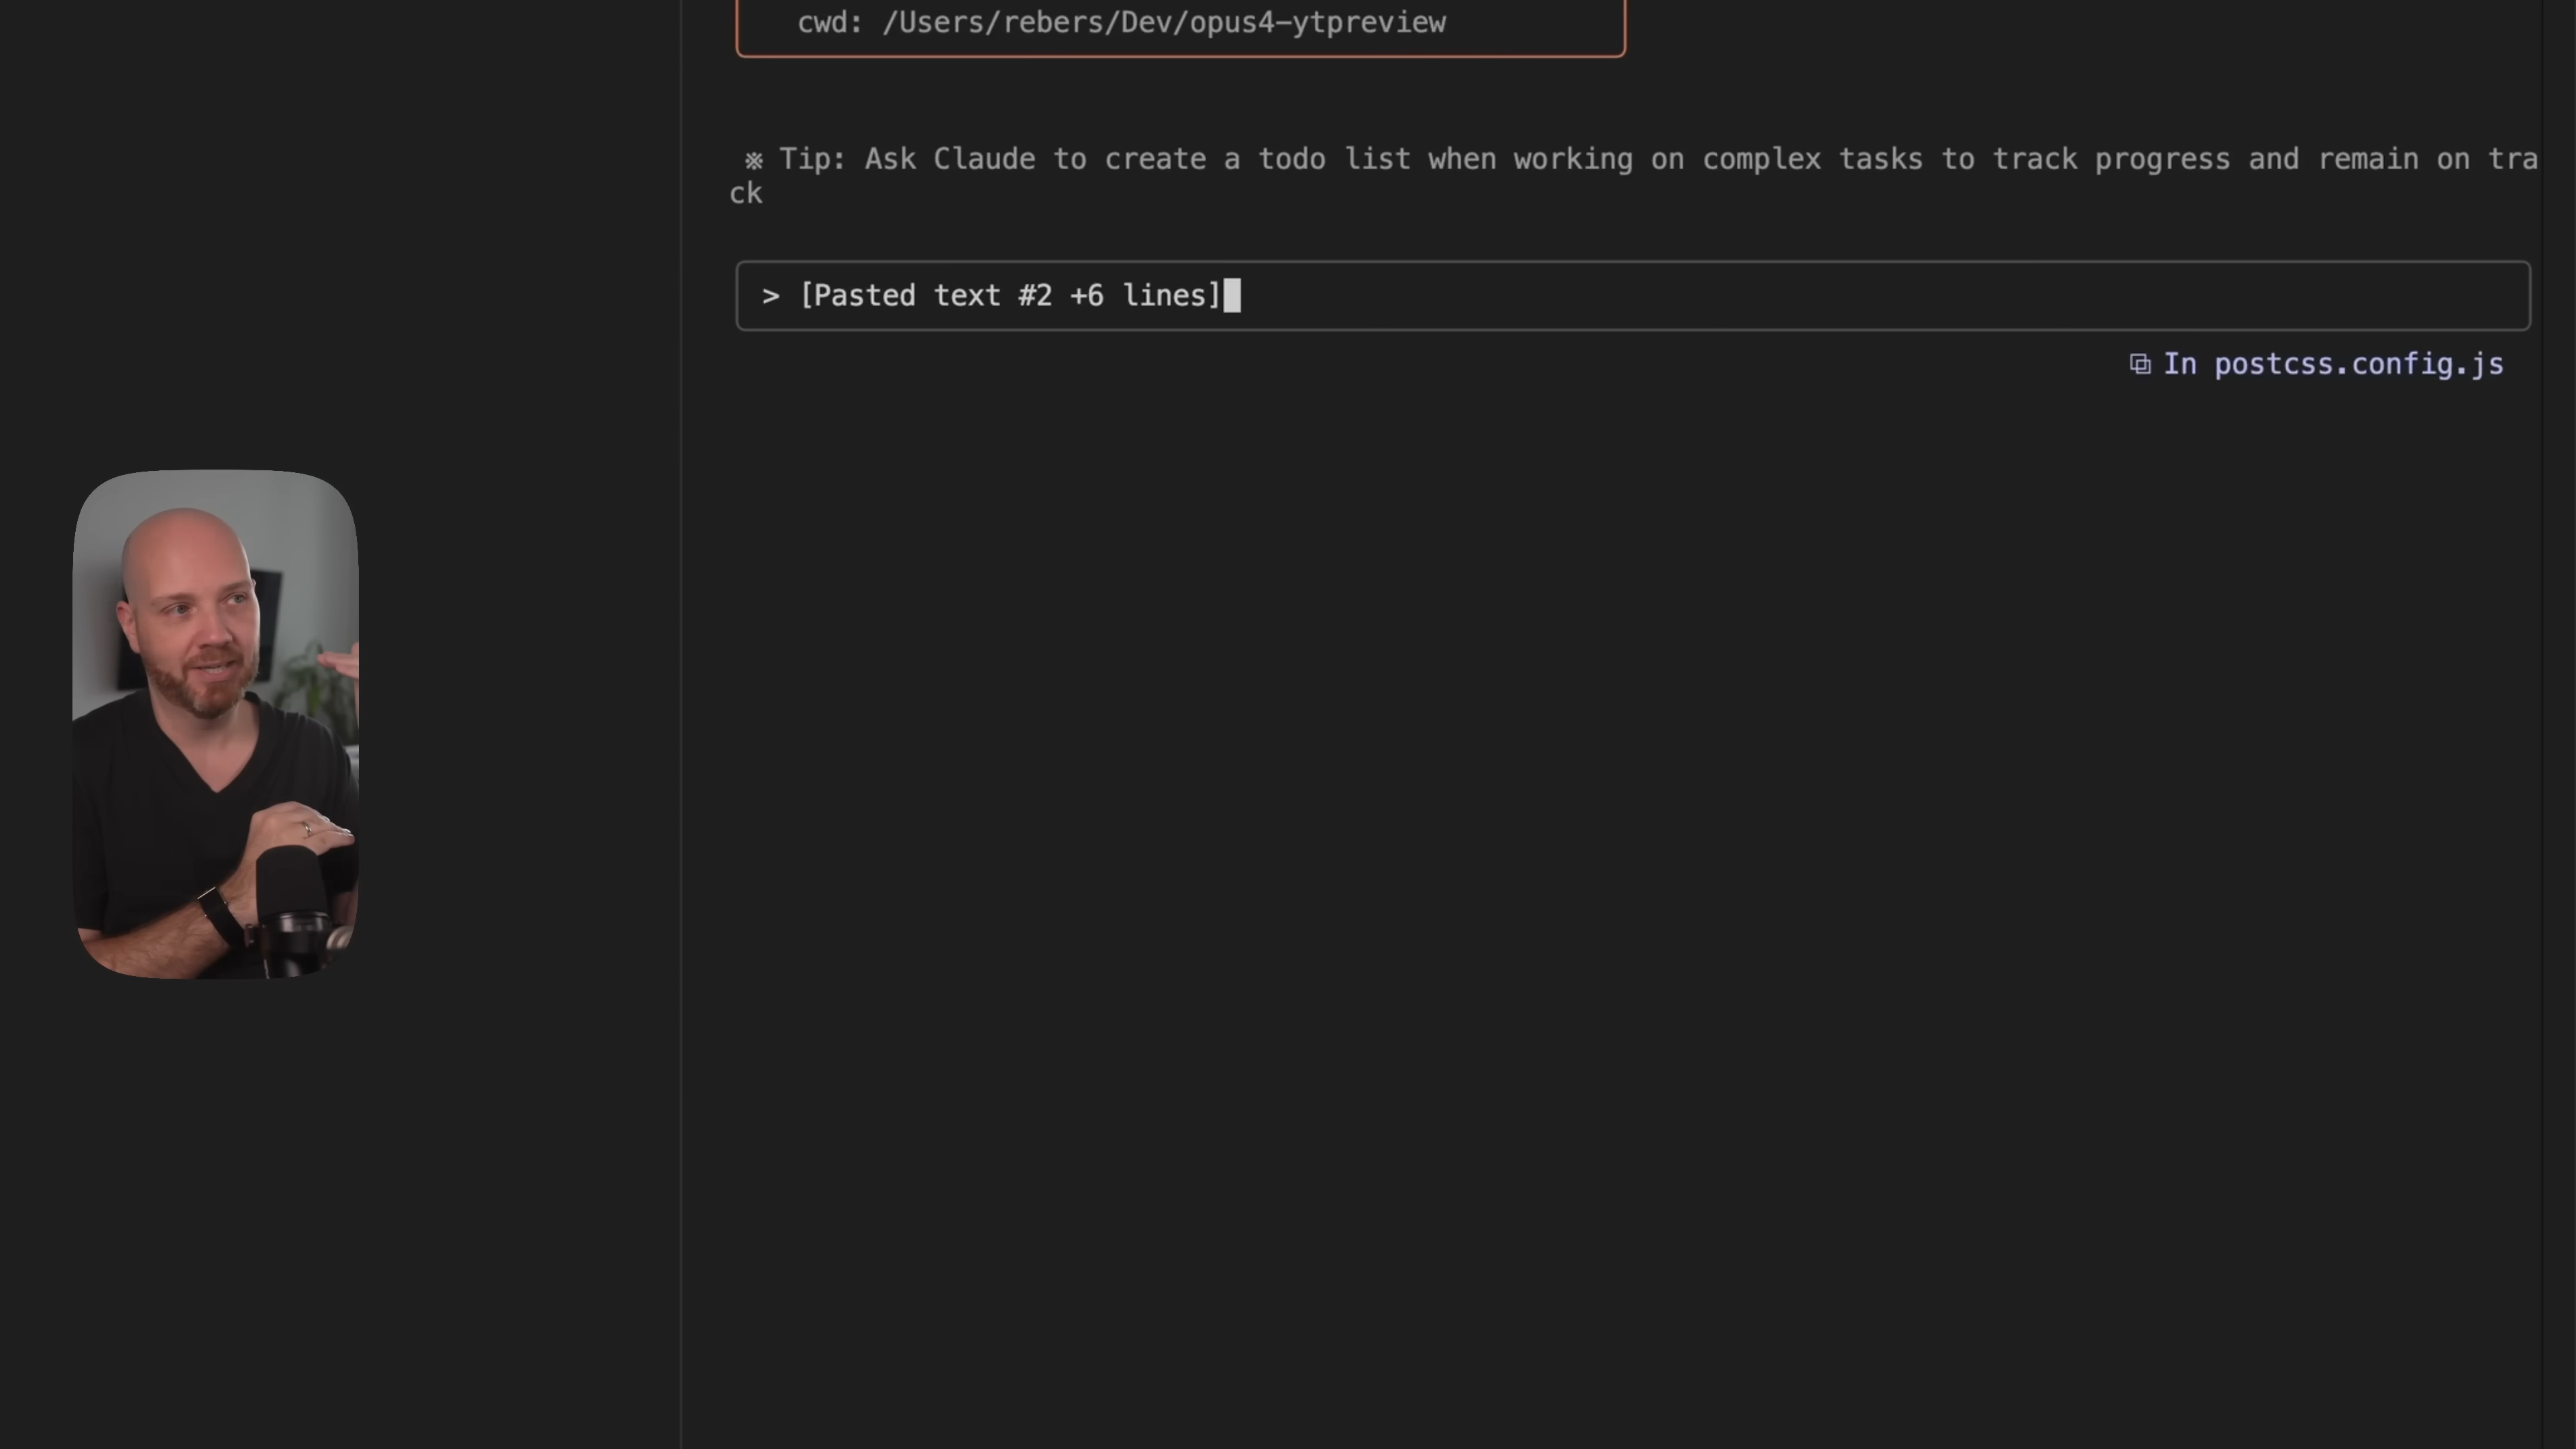 cwd: /Users/rebers/Dev/opus4-ytpreview
※ Tip: Ask Claude to create a todo list when working on complex tasks to track progress and remain on tra
ck
> [Pasted text #2 +6 lines]
⧉ In postcss.config.js